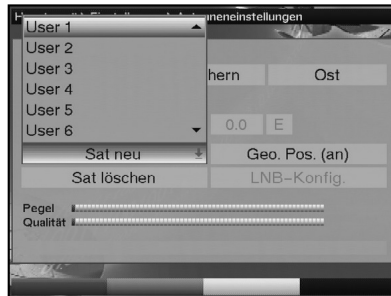 Antenneneinstellungen
User 1
User 2
User 3
hern Ost
User 4
User 5
User 6 0.0 E
Sat neu Geo. Pos. (an)
Sat löschen LNB-Konfig.
Pegel
Qualität